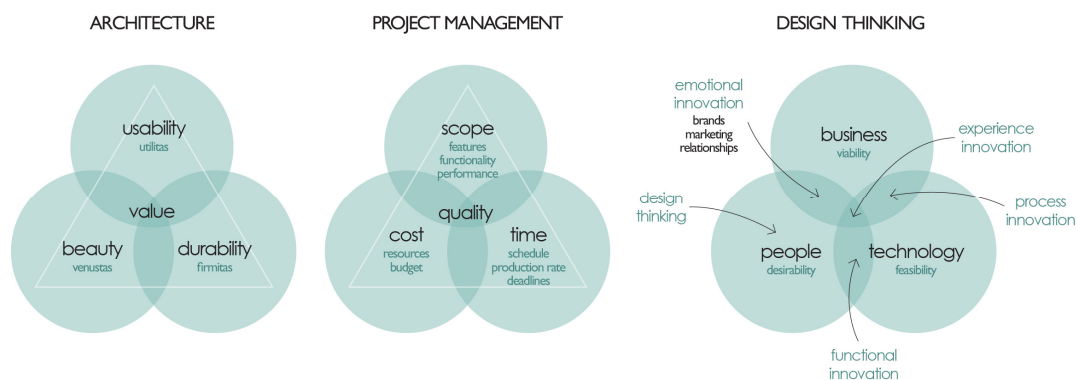 ARCHITECTURE
usability
utilitas
value
beauty
venustas
durability
firmitas
PROJECT MANAGEMENT
scope
features
functionality
performance
quality
cost
resources
budget
time
schedule
production rate
deadlines
DESIGN THINKING
emotional
innovation
brands
marketing
relationships
business
viability
experience
innovation
design
thinking
process
innovation
people
desirability
technology
feasibility
functional
innovation